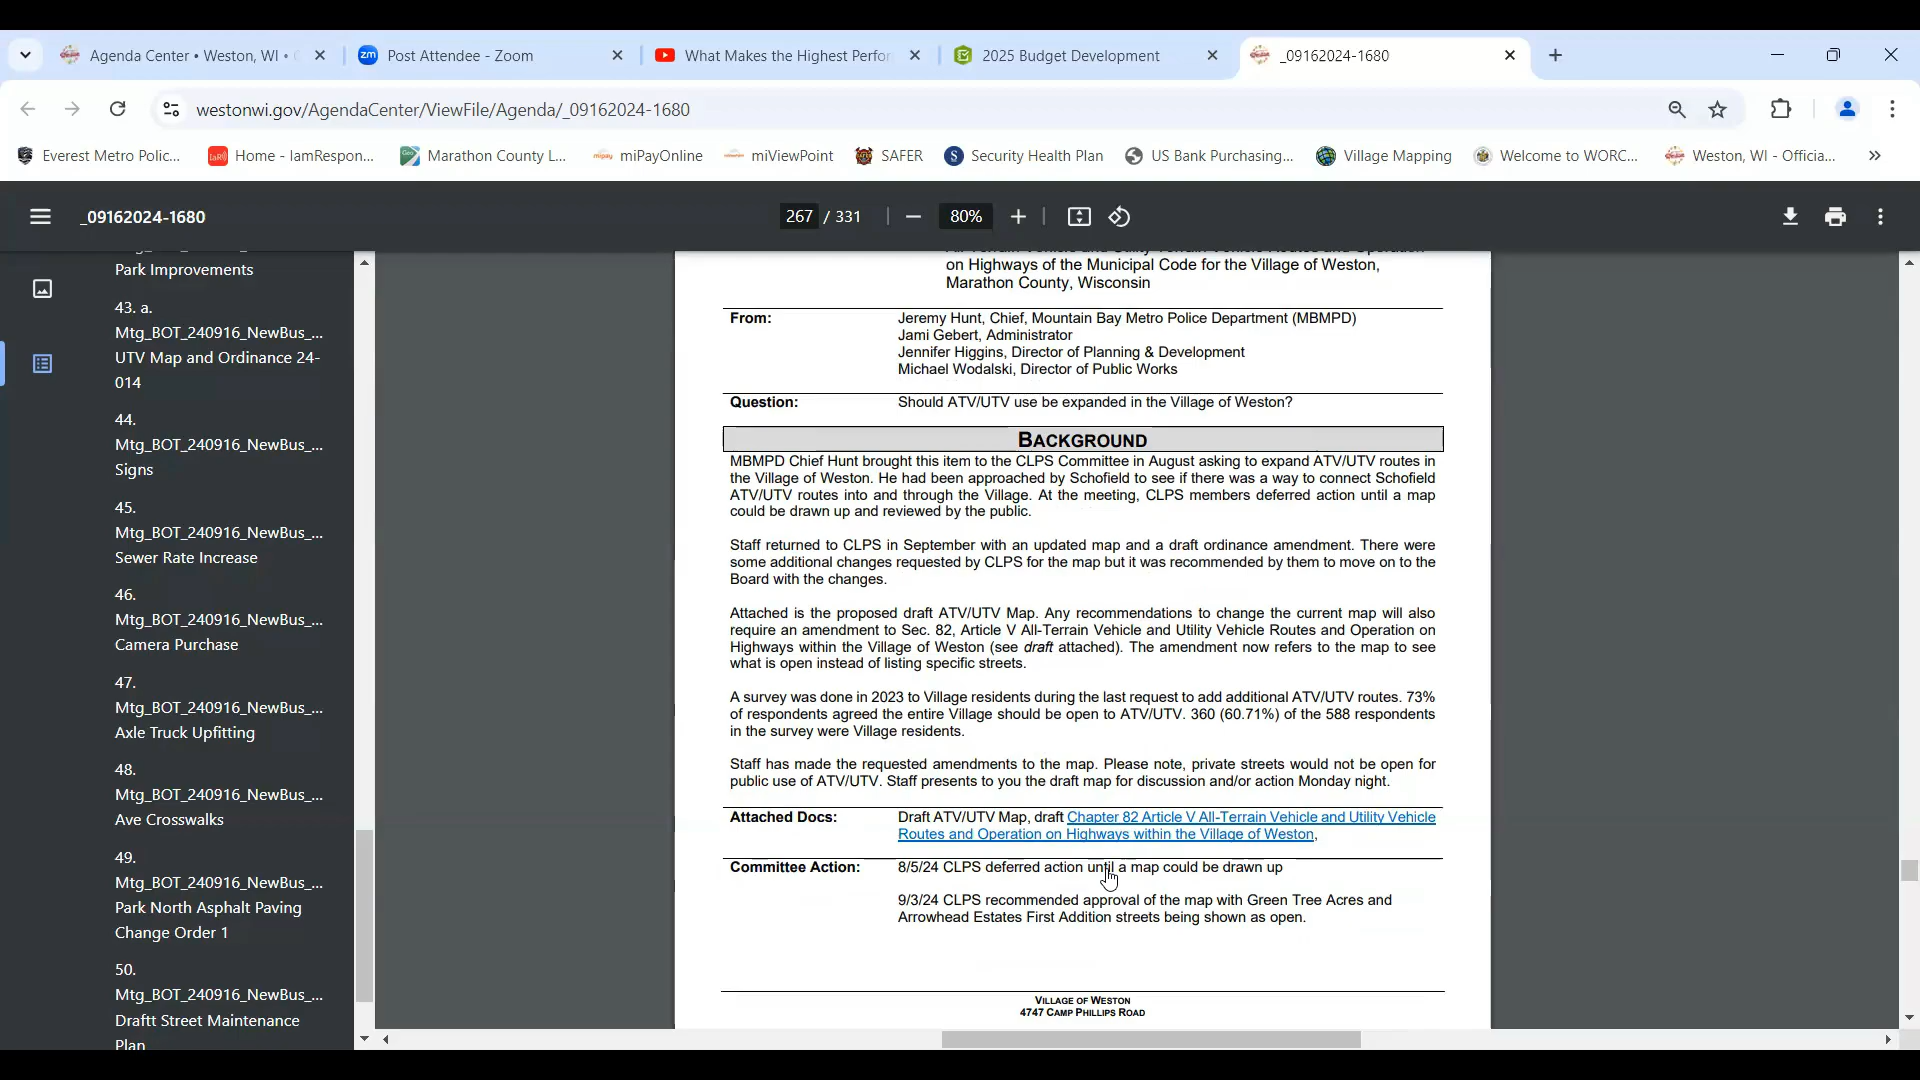 Agenda Center • Weston, WI •
Post Attendee - Zoom
What Makes the Highest Perfor
2025 Budget Development
_09162024-1680
westonwi.gov/AgendaCenter/ViewFile/Agenda/_09162024-1680
Everest Metro Polic...
Home - IamRespon...
Marathon County L...
miPayOnline
miViewPoint
SAFER
Security Health Plan
US Bank Purchasing...
Village Mapping
Welcome to WORC...
Weston, WI - Officia...
_09162024-1680
267 / 331
80%
Park Improvements
43. a.
Mtg_BOT_240916_NewBus_...
UTV Map and Ordinance 24-
014
44.
Mtg_BOT_240916_NewBus_...
Signs
45.
Mtg_BOT_240916_NewBus_...
Sewer Rate Increase
46.
Mtg_BOT_240916_NewBus_...
Camera Purchase
47.
Mtg_BOT_240916_NewBus_...
Axle Truck Upfitting
48.
Mtg_BOT_240916_NewBus_...
Ave Crosswalks
49.
Mtg_BOT_240916_NewBus_...
Park North Asphalt Paving
Change Order 1
50.
Mtg_BOT_240916_NewBus_...
Draftt Street Maintenance
Plan
on Highways of the Municipal Code for the Village of Weston,
Marathon County, Wisconsin
From: Jeremy Hunt, Chief, Mountain Bay Metro Police Department (MBMPD)
Jami Gebert, Administrator
Jennifer Higgins, Director of Planning & Development
Michael Wodalski, Director of Public Works
Question: Should ATV/UTV use be expanded in the Village of Weston?
BACKGROUND
MBMPD Chief Hunt brought this item to the CLPS Committee in August asking to expand ATV/UTV routes in
the Village of Weston. He had been approached by Schofield to see if there was a way to connect Schofield
ATV/UTV routes into and through the Village. At the meeting, CLPS members deferred action until a map
could be drawn up and reviewed by the public.
Staff returned to CLPS in September with an updated map and a draft ordinance amendment. There were
some additional changes requested by CLPS for the map but it was recommended by them to move on to the
Board with the changes.
Attached is the proposed draft ATV/UTV Map. Any recommendations to change the current map will also
require an amendment to Sec. 82, Article V All-Terrain Vehicle and Utility Vehicle Routes and Operation on
Highways within the Village of Weston (see draft attached). The amendment now refers to the map to see
what is open instead of listing specific streets.
A survey was done in 2023 to Village residents during the last request to add additional ATV/UTV routes. 73%
of respondents agreed the entire Village should be open to ATV/UTV. 360 (60.71%) of the 588 respondents
in the survey were Village residents.
Staff has made the requested amendments to the map. Please note, private streets would not be open for
public use of ATV/UTV. Staff presents to you the draft map for discussion and/or action Monday night.
Attached Docs: Draft ATV/UTV Map, draft Chapter 82 Article V All-Terrain Vehicle and Utility Vehicle
Routes and Operation on Highways within the Village of Weston,
Committee Action: 8/5/24 CLPS deferred action until a map could be drawn up
9/3/24 CLPS recommended approval of the map with Green Tree Acres and
Arrowhead Estates First Addition streets being shown as open.
VILLAGE OF WESTON
4747 CAMP PHILLIPS ROAD